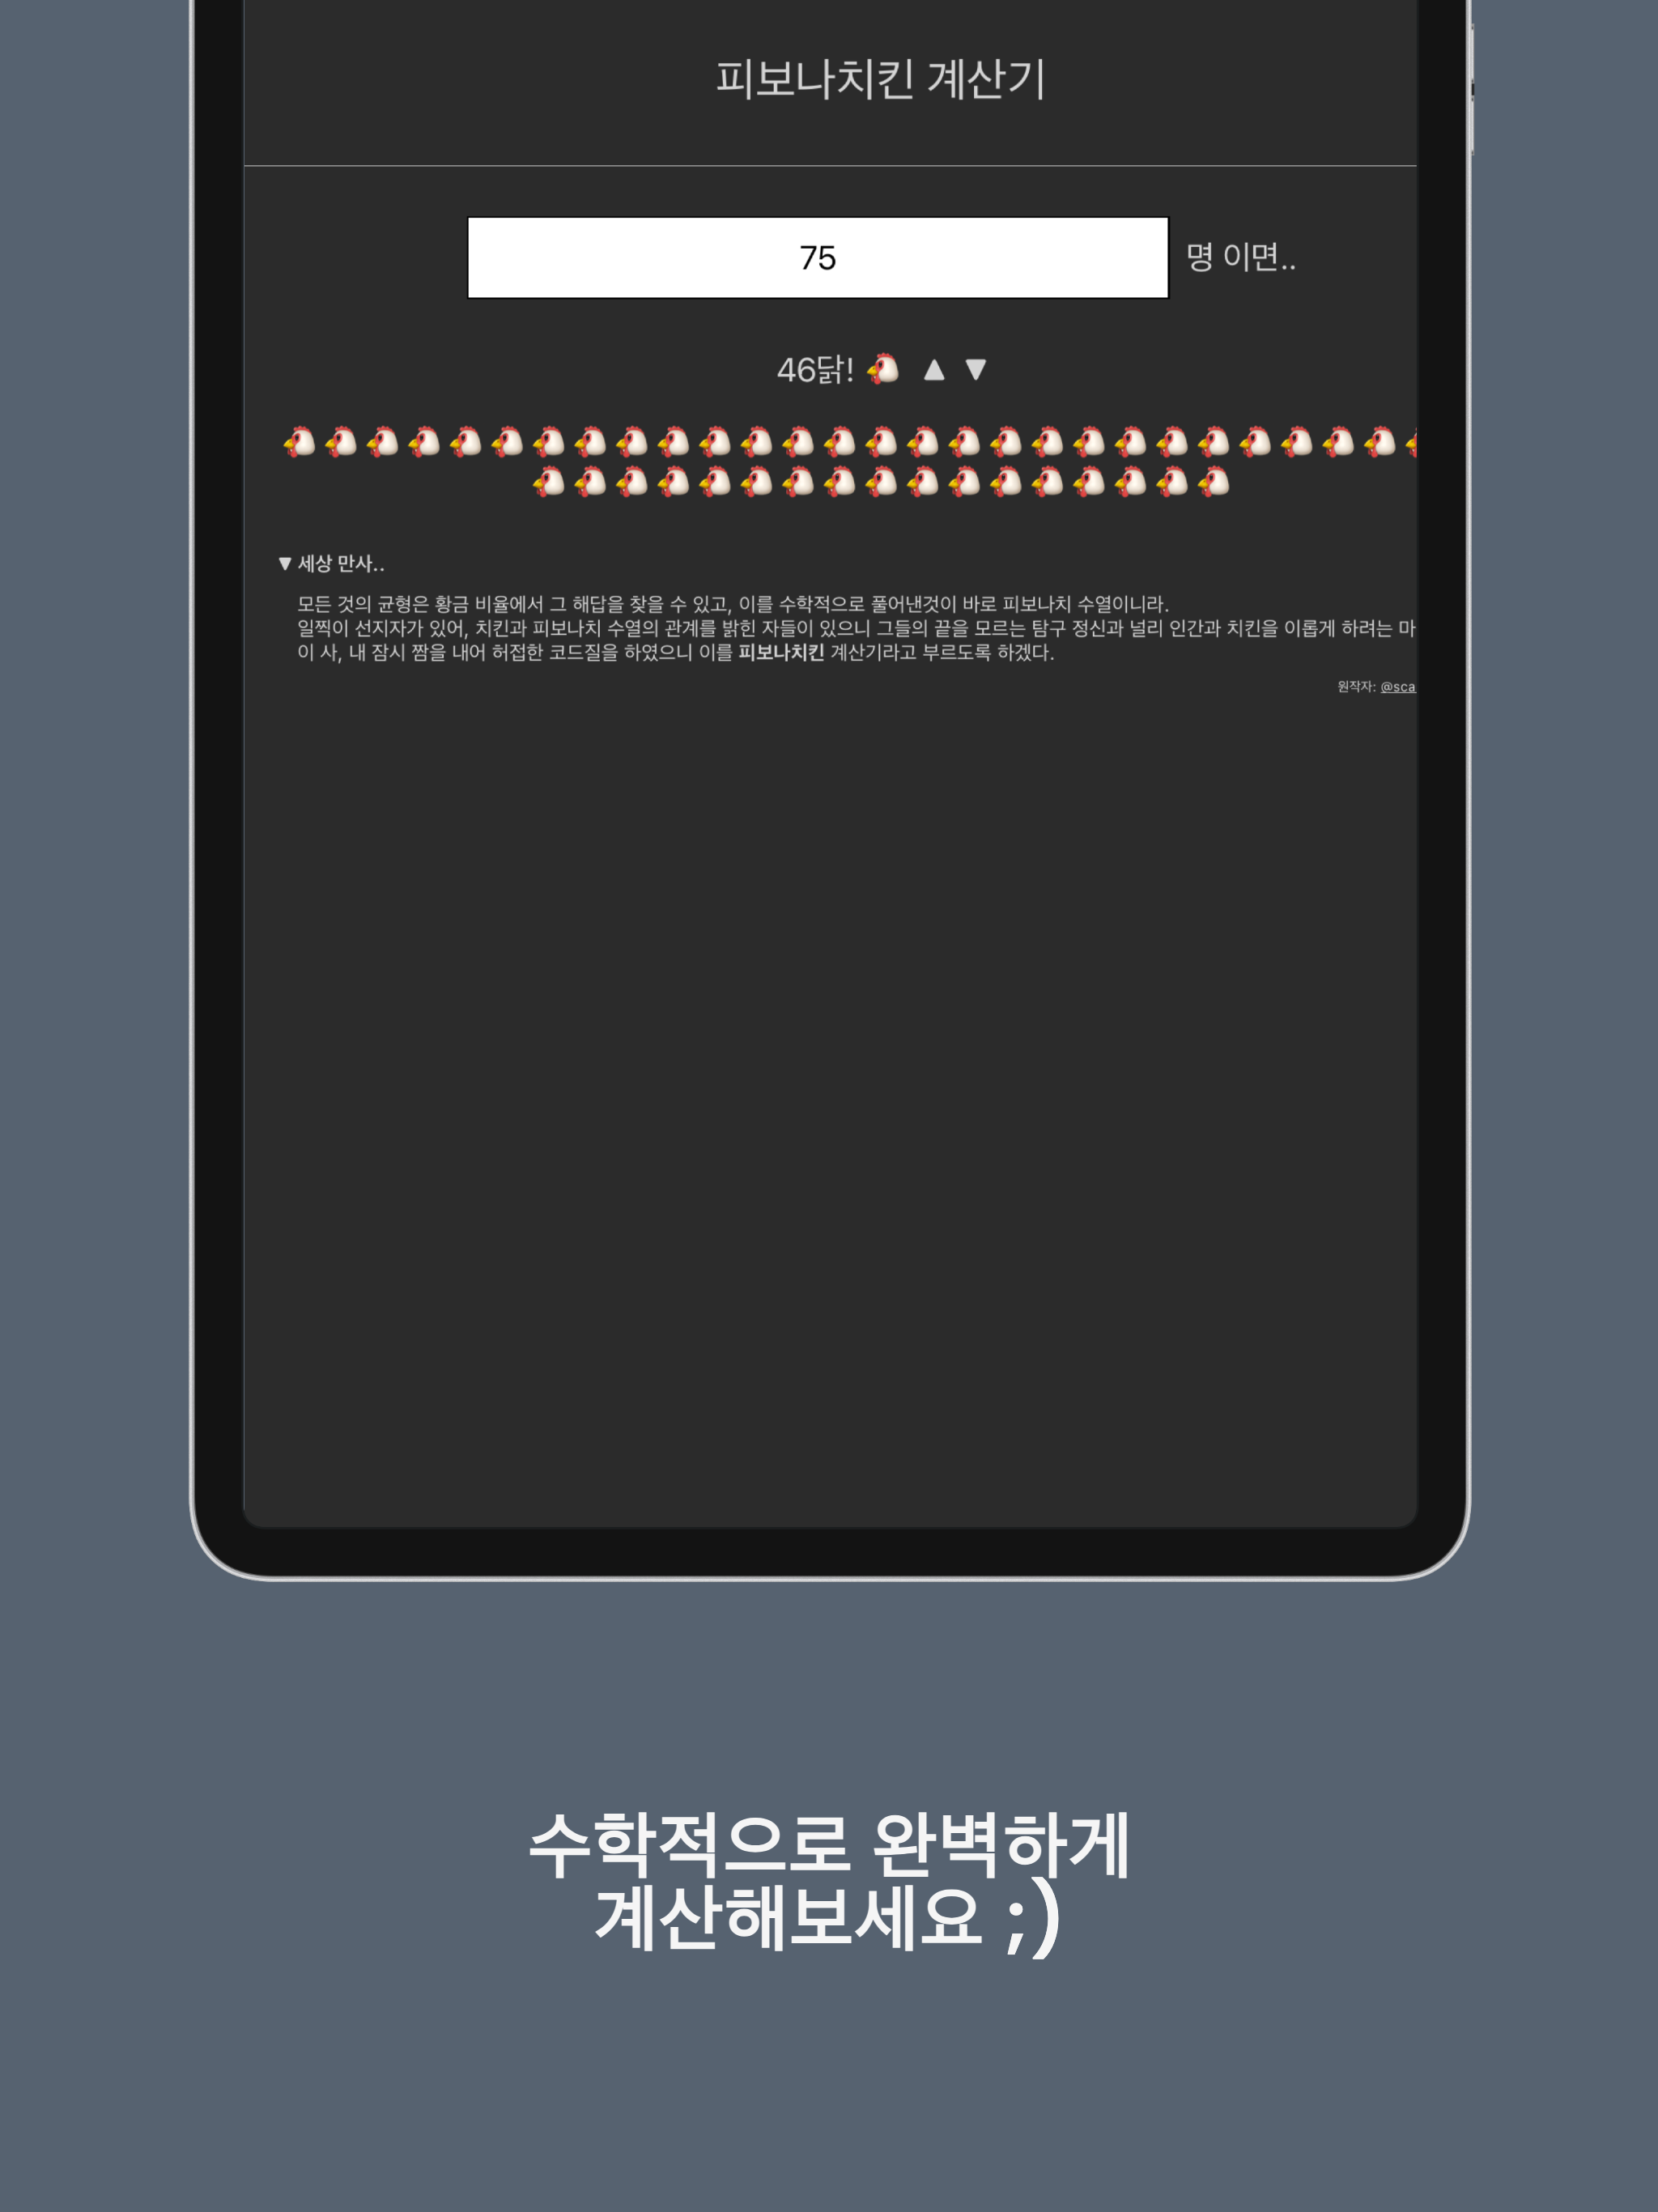 피보나치킨 계산기
75 명 이면..
46닭! 🐔 ▲ ▼
🐔🐔🐔🐔🐔🐔🐔🐔🐔🐔🐔🐔🐔🐔🐔🐔🐔🐔🐔🐔🐔🐔🐔🐔🐔🐔🐔🐔
🐔🐔🐔🐔🐔🐔🐔🐔🐔🐔🐔🐔🐔🐔🐔🐔🐔
▼ 세상 만사..
모든 것의 균형은 황금 비율에서 그 해답을 찾을 수 있고, 이를 수학적으로 풀어낸것이 바로 피보나치 수열이니라.
일찍이 선지자가 있어, 치킨과 피보나치 수열의 관계를 밝힌 자들이 있으니 그들의 끝을 모르는 탐구 정신과 널리 인간과 치킨을 이롭게 하려는 마
이 사, 내 잠시 짬을 내어 허접한 코드질을 하였으니 이를 피보나치킨 계산기라고 부르도록 하겠다.
원작자: @sca
수학적으로 완벽하게
계산해보세요 ;)